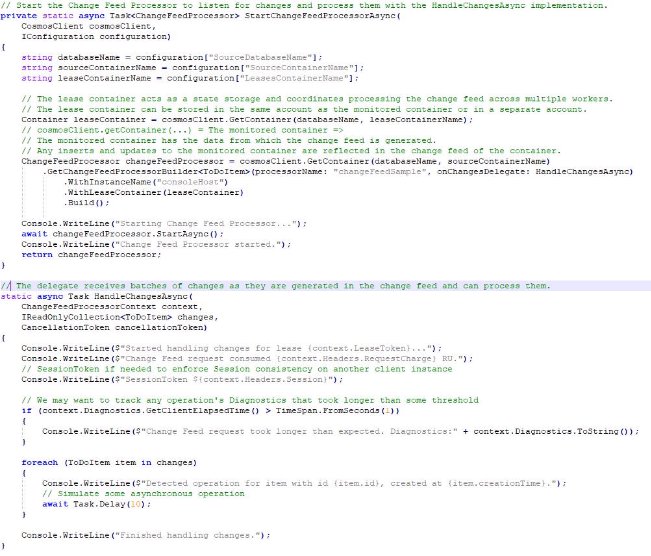 // Start the Change Feed Processor to listen for changes and process them with the HandleChangesAsync implementation.
private static async Task<ChangeFeedProcessor> StartChangeFeedProcessorAsync(
    CosmosClient cosmosClient,
    IConfiguration configuration)
{
    string databaseName = configuration["SourceDatabaseName"];
    string sourceContainerName = configuration["SourceContainerName"];
    string leaseContainerName = configuration["LeasesContainerName"];

    // The lease container acts as a state storage and coordinates processing the change feed across multiple workers.
    // The lease container can be stored in the same account as the monitored container or in a separate account.
    Container leaseContainer = cosmosClient.GetContainer(databaseName, leaseContainerName);
    // cosmosClient.getContainer(...) = The monitored container =>
    // The monitored container has the data from which the change feed is generated.
    // Any inserts and updates to the monitored container are reflected in the change feed of the container.
    ChangeFeedProcessor changeFeedProcessor = cosmosClient.GetContainer(databaseName, sourceContainerName)
        .GetChangeFeedProcessorBuilder<ToDoItem>(processorName: "changeFeedSample", onChangesDelegate: HandleChangesAsync)
            .WithInstanceName("consoleHost")
            .WithLeaseContainer(leaseContainer)
            .Build();

    Console.WriteLine("Starting Change Feed Processor...");
    await changeFeedProcessor.StartAsync();
    Console.WriteLine("Change Feed Processor started.");
    return changeFeedProcessor;
}

// The delegate receives batches of changes as they are generated in the change feed and can process them.
static async Task HandleChangesAsync(
    ChangeFeedProcessorContext context,
    IReadOnlyCollection<ToDoItem> changes,
    CancellationToken cancellationToken)
{
    Console.WriteLine($"Started handling changes for lease {context.LeaseToken}...");
    Console.WriteLine($"Change Feed request consumed {context.Headers.RequestCharge} RU.");
    // SessionToken if needed to enforce Session consistency on another client instance
    Console.WriteLine($"SessionToken ${context.Headers.Session}");

    // We may want to track any operation's Diagnostics that took longer than some threshold
    if (context.Diagnostics.GetClientElapsedTime() > TimeSpan.FromSeconds(1))
    {
        Console.WriteLine($"Change Feed request took longer than expected. Diagnostics:" + context.Diagnostics.ToString());
    }

    foreach (ToDoItem item in changes)
    {
        Console.WriteLine($"Detected operation for item with id {item.id}, created at {item.creationTime}.");
        // Simulate some asynchronous operation
        await Task.Delay(10);
    }

    Console.WriteLine("Finished handling changes.");
}